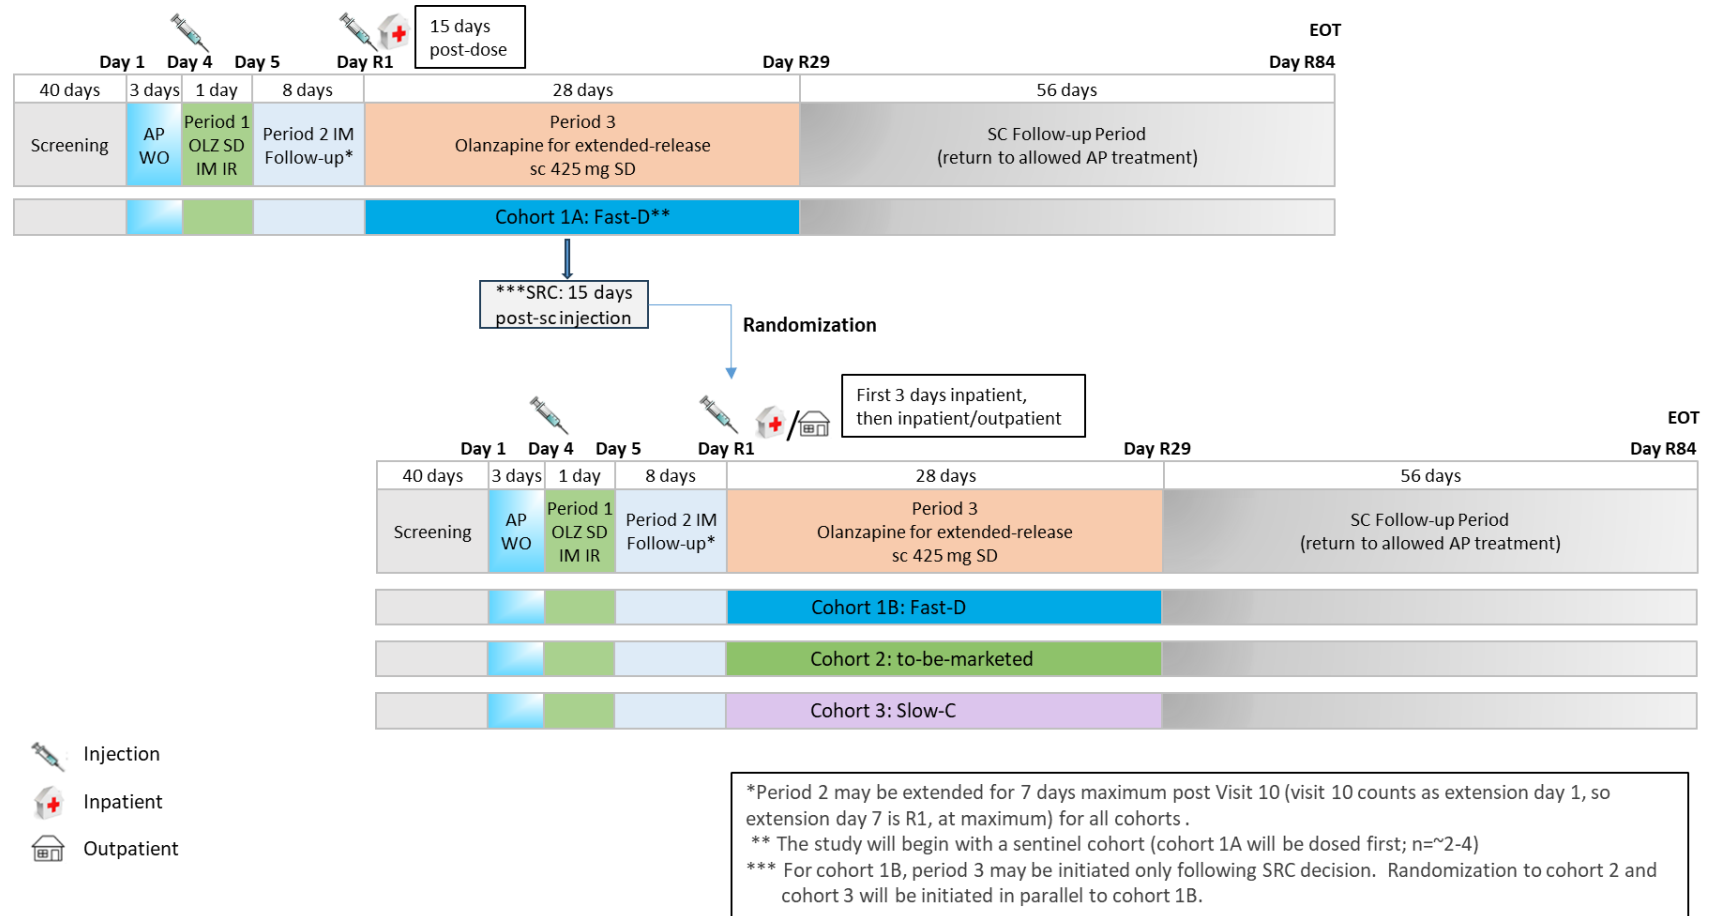 15 days
post-dose
EOT
Day 1 Day 4 Day 5 Day R1 Day R29 Day R84
40 days 3 days 1 day 8 days 28 days 56 days
Screening
AP
WO
Period 1
OLZ SD
IM IR
Period 2 IM
Follow-up*
Period 3
Olanzapine for extended-release
sc 425 mg SD
SC Follow-up Period
(return to allowed AP treatment)
Cohort 1A: Fast-D**
***SRC: 15 days
post-sc injection
Randomization
First 3 days inpatient,
then inpatient/outpatient
EOT
Day 1 Day 4 Day 5 Day R1 Day R29 Day R84
40 days 3 days 1 day 8 days 28 days 56 days
Screening
AP
WO
Period 1
OLZ SD
IM IR
Period 2 IM
Follow-up*
Period 3
Olanzapine for extended-release
sc 425 mg SD
SC Follow-up Period
(return to allowed AP treatment)
Cohort 1B: Fast-D
Cohort 2: to-be-marketed
Cohort 3: Slow-C
Injection
Inpatient
Outpatient
*Period 2 may be extended for 7 days maximum post Visit 10 (visit 10 counts as extension day 1, so
extension day 7 is R1, at maximum) for all cohorts .
** The study will begin with a sentinel cohort (cohort 1A will be dosed first; n=~2-4)
*** For cohort 1B, period 3 may be initiated only following SRC decision. Randomization to cohort 2 and
cohort 3 will be initiated in parallel to cohort 1B.